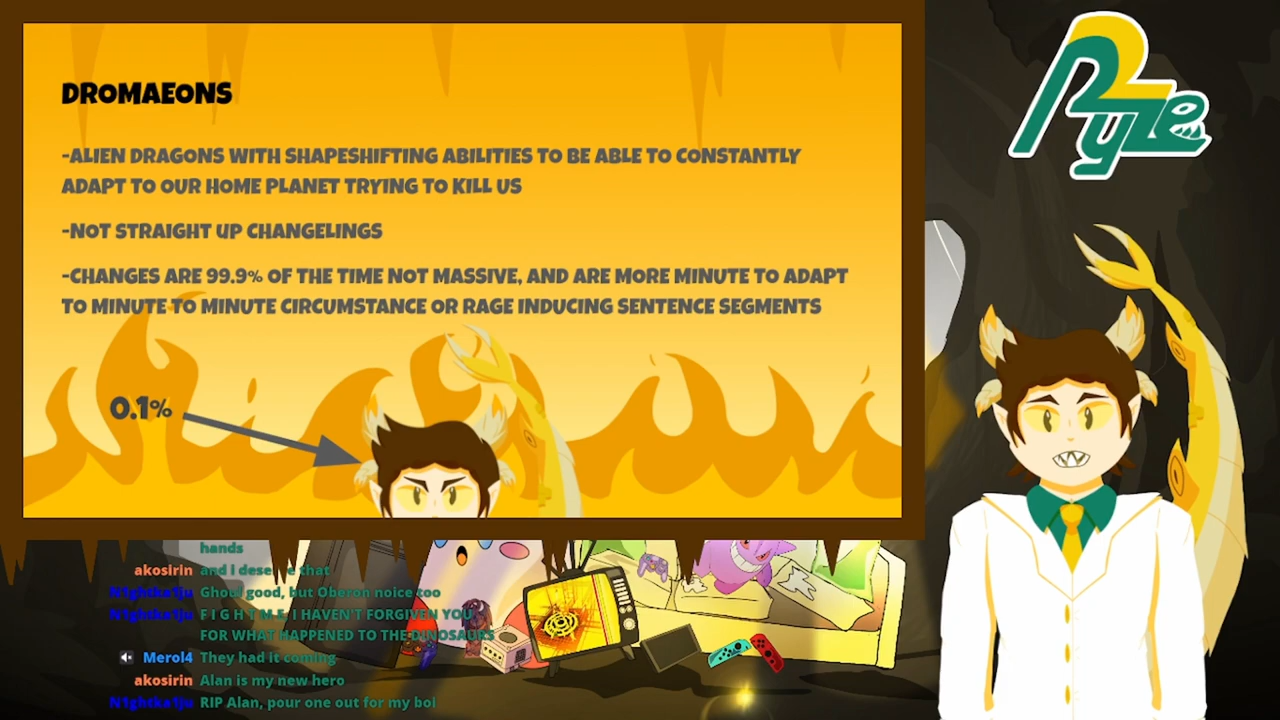 DROMAEONS
-ALIEN DRAGONS WITH SHAPESHIFTING ABILITIES TO BE ABLE TO CONSTANTLY
ADAPT TO OUR HOME PLANET TRYING TO KILL US
-NOT STRAIGHT UP CHANGELINGS
-CHANGES ARE 99.9% OF THE TIME NOT MASSIVE, AND ARE MORE MINUTE TO ADAPT
TO MINUTE TO MINUTE CIRCUMSTANCE OR RAGE INDUCING SENTENCE SEGMENTS
0.1%
Ryze
hands
akosirin and i deserve that
N1ghtka1ju Ghoul good, but Oberon noice too
N1ghtka1ju F I G H T M E I HAVEN'T FORGIVEN YOU
FOR WHAT HAPPENED TO THE DINOSAURS
Merol4 They had it coming
akosirin Alan is my new hero
N1ghtka1ju RIP Alan, pour one out for my boi